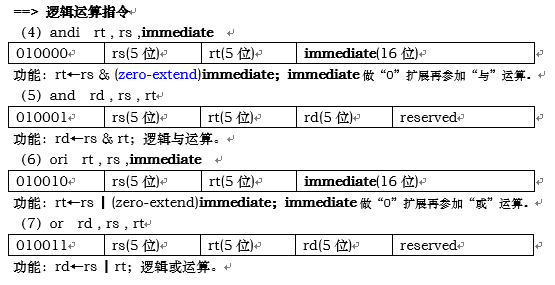 ==> 逻辑运算指令
(4) andi rt , rs ,immediate
010000 rs(5 位) rt(5 位) immediate(16 位)
功能：rt←rs & (zero-extend)immediate；immediate 做“0”扩展再参加“与”运算。
(5) and rd , rs , rt
010001 rs(5 位) rt(5 位) rd(5 位) reserved
功能：rd←rs & rt；逻辑与运算。
(6) ori rt , rs ,immediate
010010 rs(5 位) rt(5 位) immediate(16 位)
功能：rt←rs | (zero-extend)immediate；immediate 做“0”扩展再参加“或”运算。
(7) or rd , rs , rt
010011 rs(5 位) rt(5 位) rd(5 位) reserved
功能：rd←rs | rt；逻辑或运算。